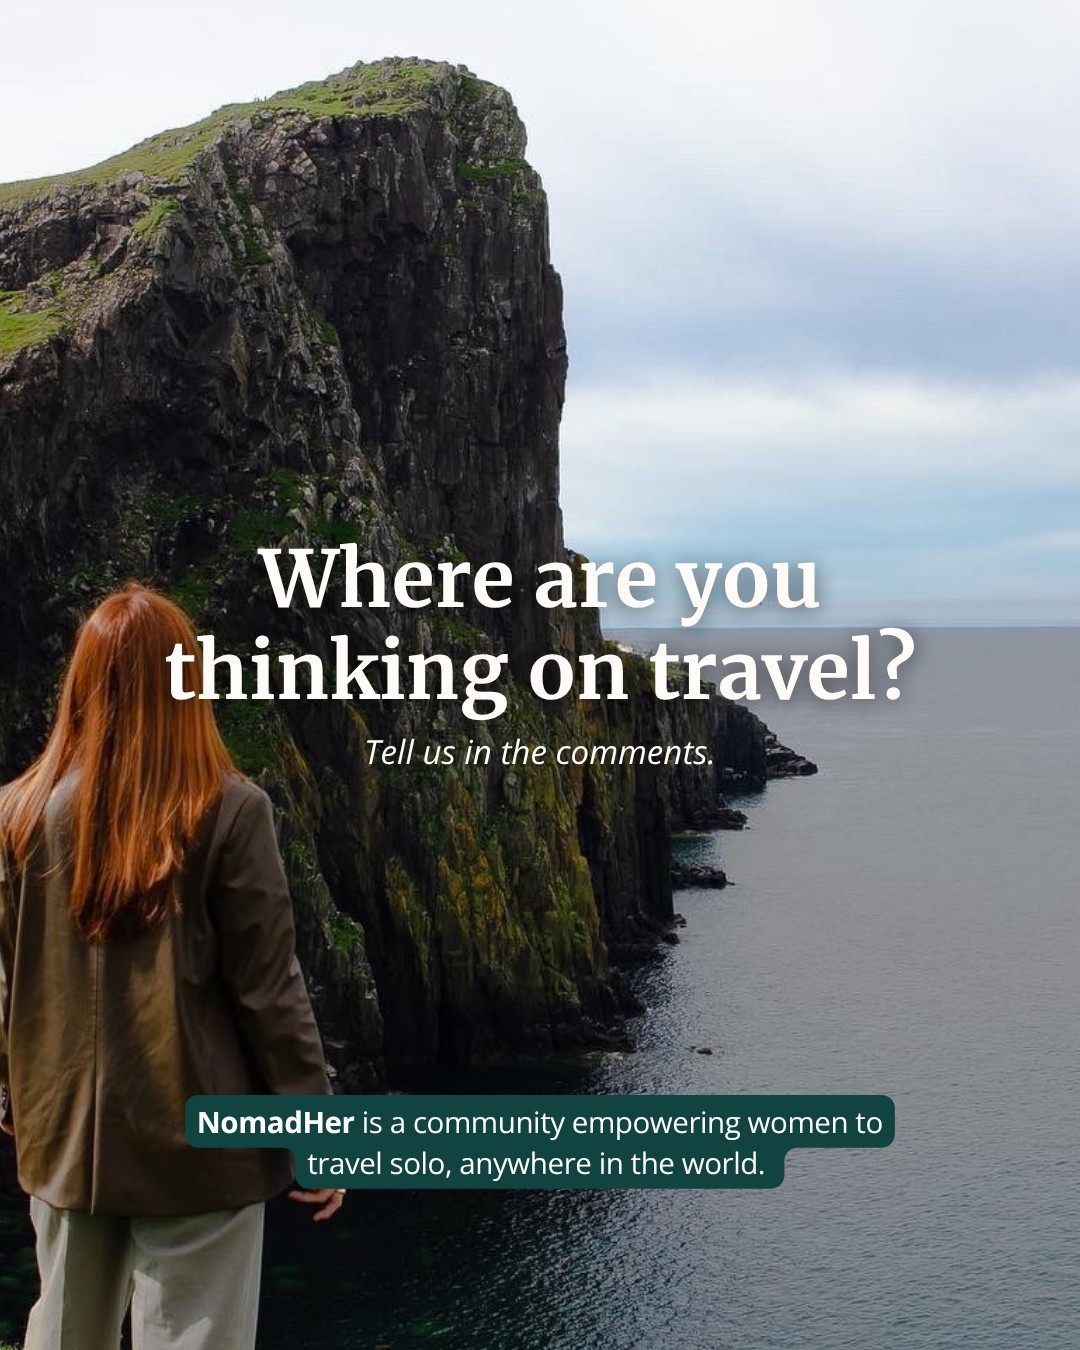 Where are you
thinking on travel?
Tell us in the comments.
NomadHer is a community empowering women to
travel solo, anywhere in the world.